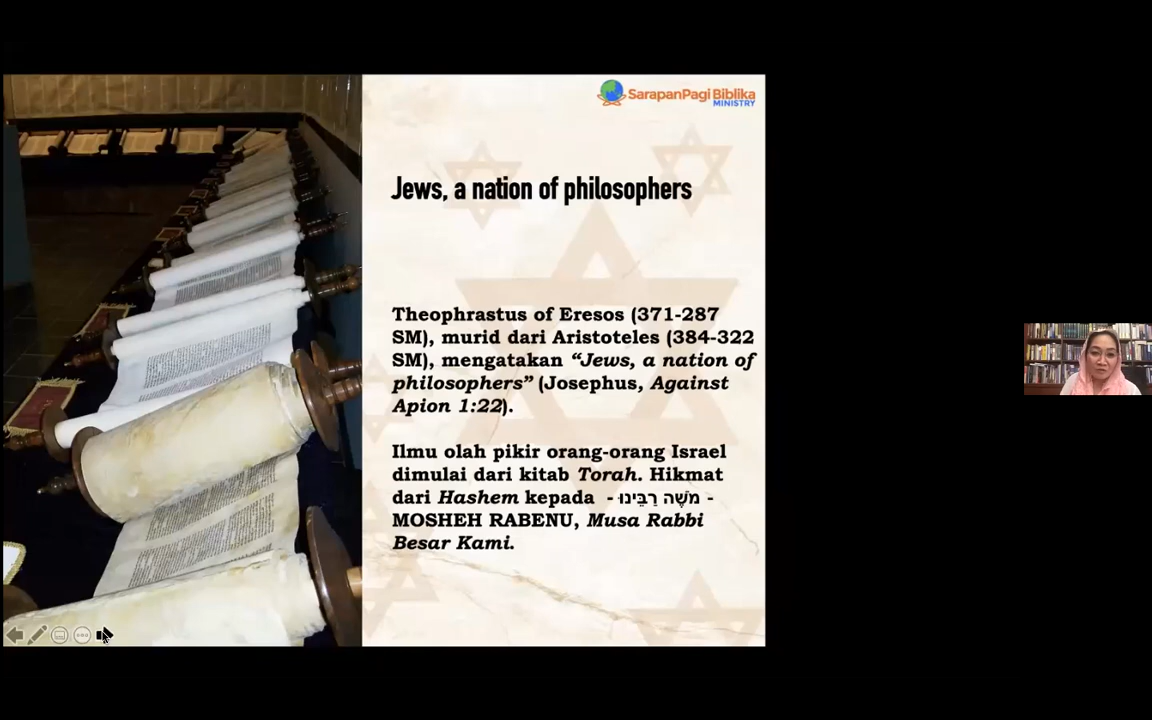 SarapanPagi Biblika
MINISTRY
Jews, a nation of philosophers
Theophrastus of Eresos (371-287
SM), murid dari Aristoteles (384-322
SM), mengatakan “Jews, a nation of
philosophers” (Josephus, Against
Apion 1:22).
Ilmu olah pikir orang-orang Israel
dimulai dari kitab Torah. Hikmat
dari Hashem kepada - מֹשֶׁה רַבֵּינוּ -
MOSHEH RABENU, Musa Rabbi
Besar Kami.